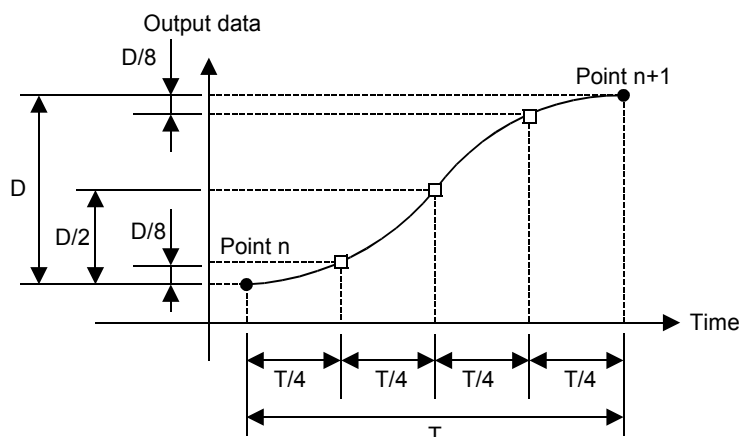 Output data
D/8
Point n+1
D
D/2
D/8
Point n
Time
T/4
T/4
T/4
T/4
T